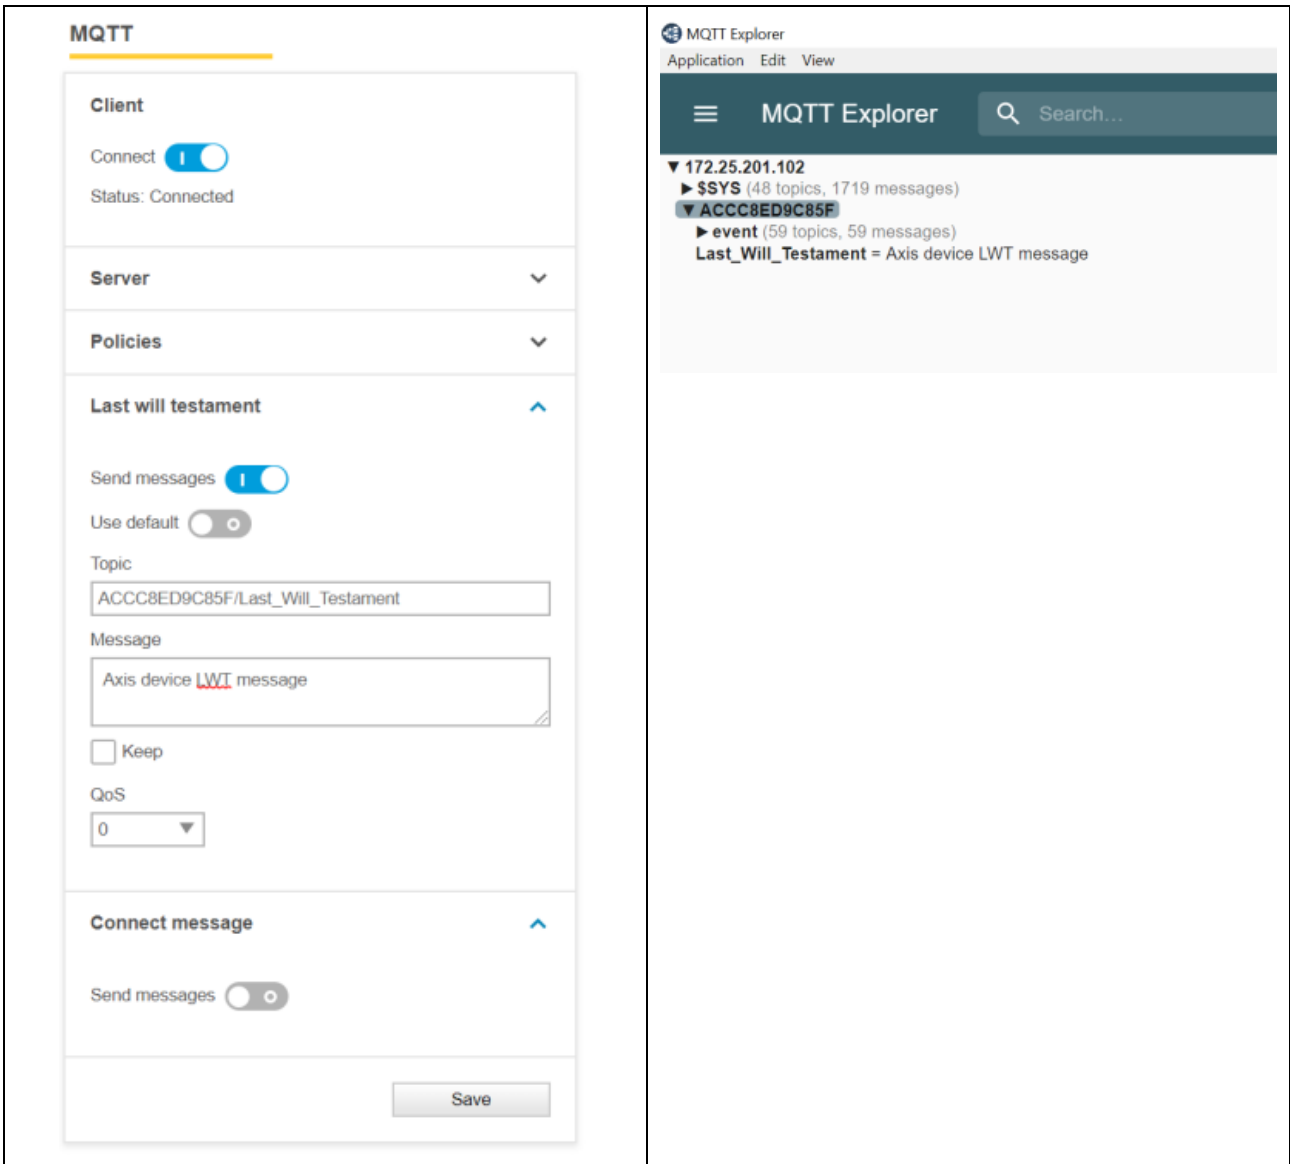 MQTT
Client
Connect
Status: Connected
Server
Policies
Last will testament
Send messages
Use default
Topic
ACCC8ED9C85F/Last_Will_Testament
Message
Axis device LWT message
Keep
QoS
0
Connect message
Send messages
Save
MQTT Explorer
Application Edit View
MQTT Explorer
Search...
172.25.201.102
$SYS (48 topics, 1719 messages)
ACCC8ED9C85F
event (59 topics, 59 messages)
Last_Will_Testament = Axis device LWT message